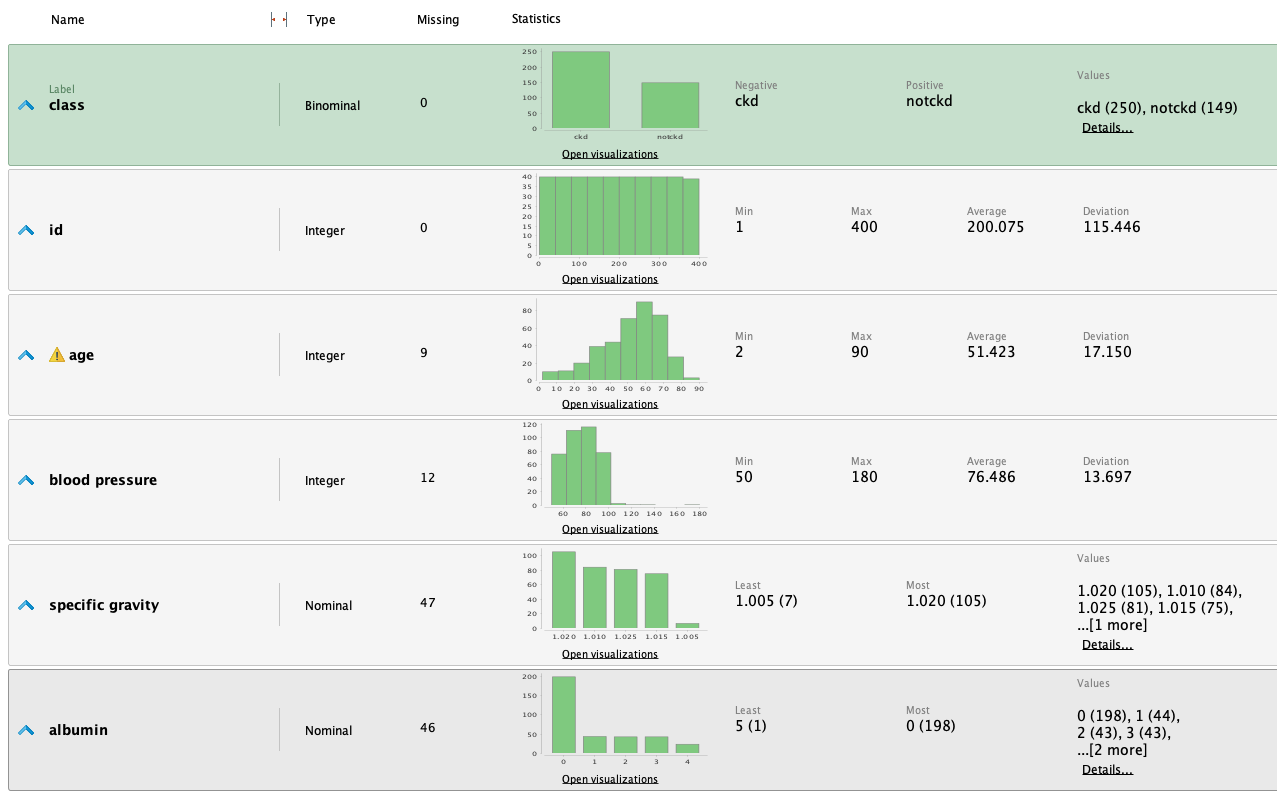 Name Type Missing Statistics
Label
class
Binominal
0
250
200
150
100
50
0
ckd notckd
Open visualizations
Negative
ckd
Positive
notckd
Values
ckd (250), notckd (149)
Details...
id
Integer
0
40
35
30
25
20
15
10
5
0
0 100 200 300 400
Open visualizations
Min
1
Max
400
Average
200.075
Deviation
115.446
age
Integer
9
80
60
40
20
0
0 10 20 30 40 50 60 70 80 90
Open visualizations
Min
2
Max
90
Average
51.423
Deviation
17.150
blood pressure
Integer
12
120
100
80
60
40
20
0
60 80 100 120 140 160 180
Open visualizations
Min
50
Max
180
Average
76.486
Deviation
13.697
specific gravity
Nominal
47
100
80
60
40
20
0
1.020 1.010 1.025 1.015 1.005
Open visualizations
Least
1.005 (7)
Most
1.020 (105)
Values
1.020 (105), 1.010 (84),
1.025 (81), 1.015 (75),
...[1 more]
Details...
albumin
Nominal
46
200
150
100
50
0
0 1 2 3 4
Open visualizations
Least
5 (1)
Most
0 (198)
Values
0 (198), 1 (44),
2 (43), 3 (43),
...[2 more]
Details...